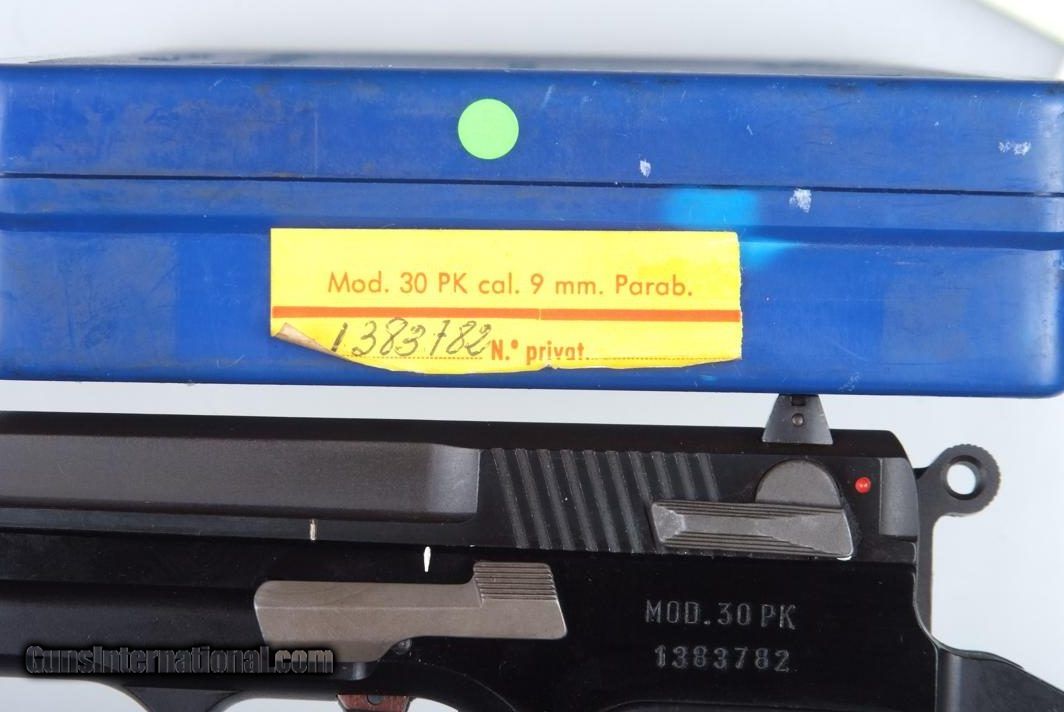 Mod. 30 PK cal. 9 mm. Parab.
1383782 N.º privat.
MOD. 30 PK
1383782
GunsInternational.com